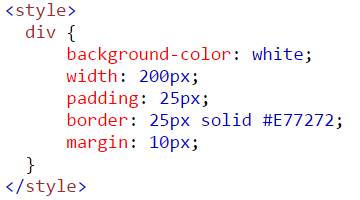 <style>
div {
background-color: white;
width: 200px;
padding: 25px;
border: 25px solid #E77272;
margin: 10px;
}
</style>